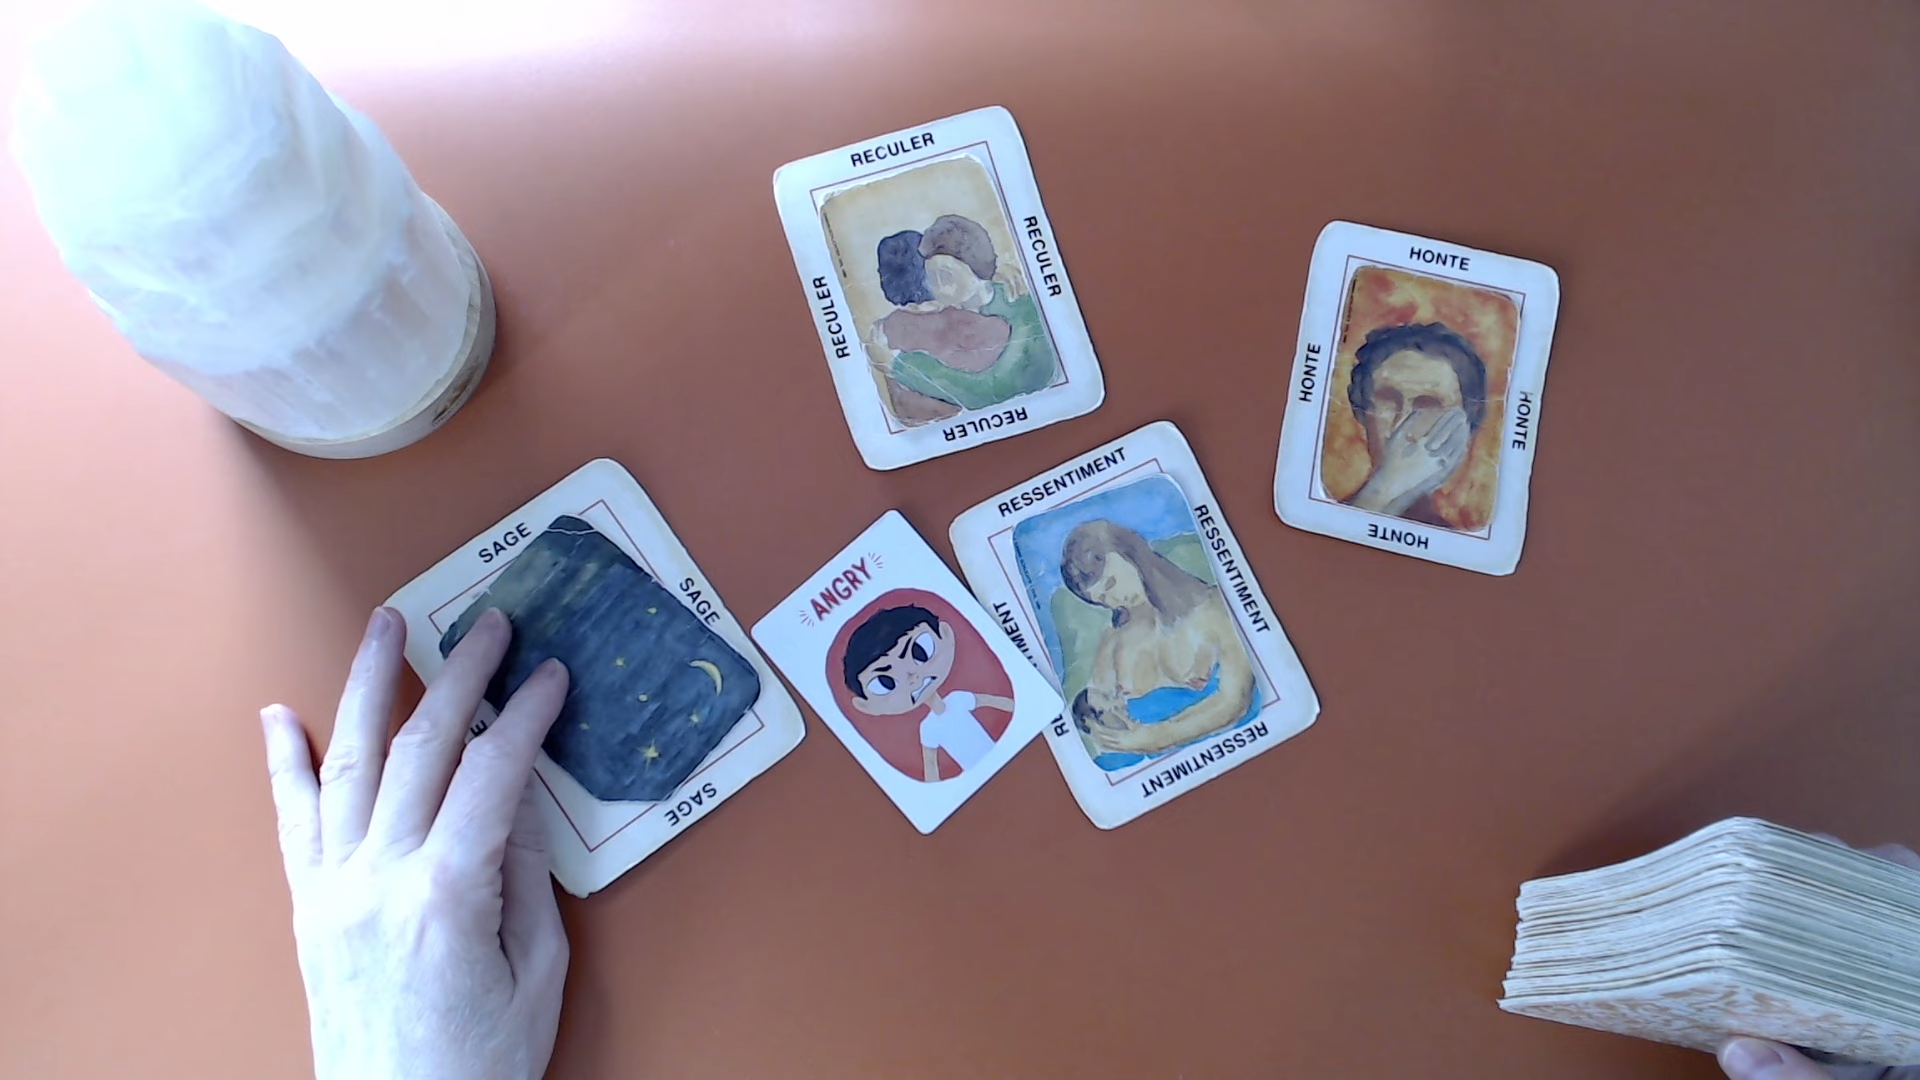 RECULER
RECULER
RECULER
RECULER
HONTE
HONTE
HONTE
HONTE
RESSENTIMENT
RESSENTIMENT
RESSENTIMENT
SAGE
SAGE
SAGE
ANGRY